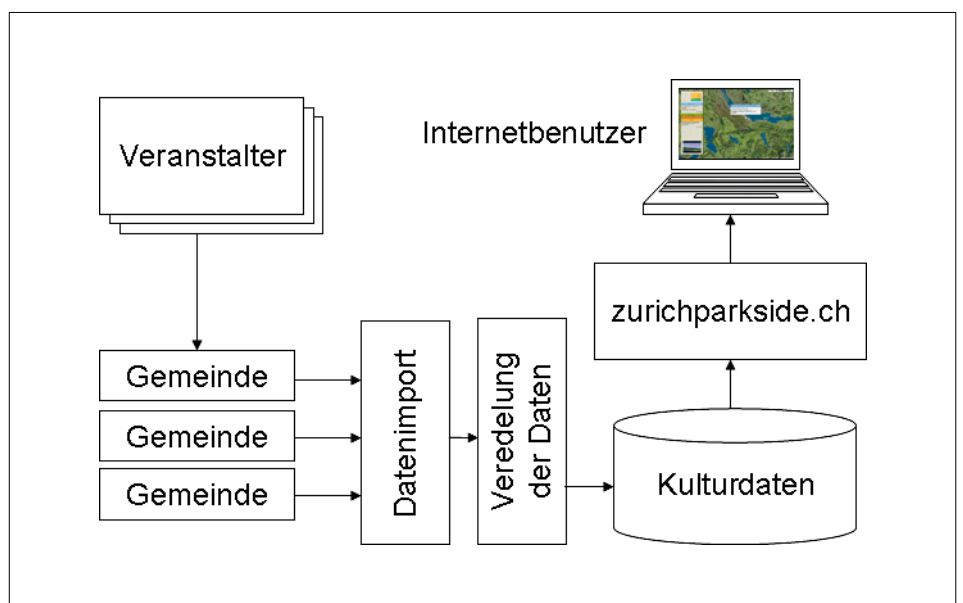 Veranstalter
Internetbenutzer
zurichparkside.ch
Gemeinde
Gemeinde
Gemeinde
Datenimport
Veredelung
der Daten
Kulturdaten